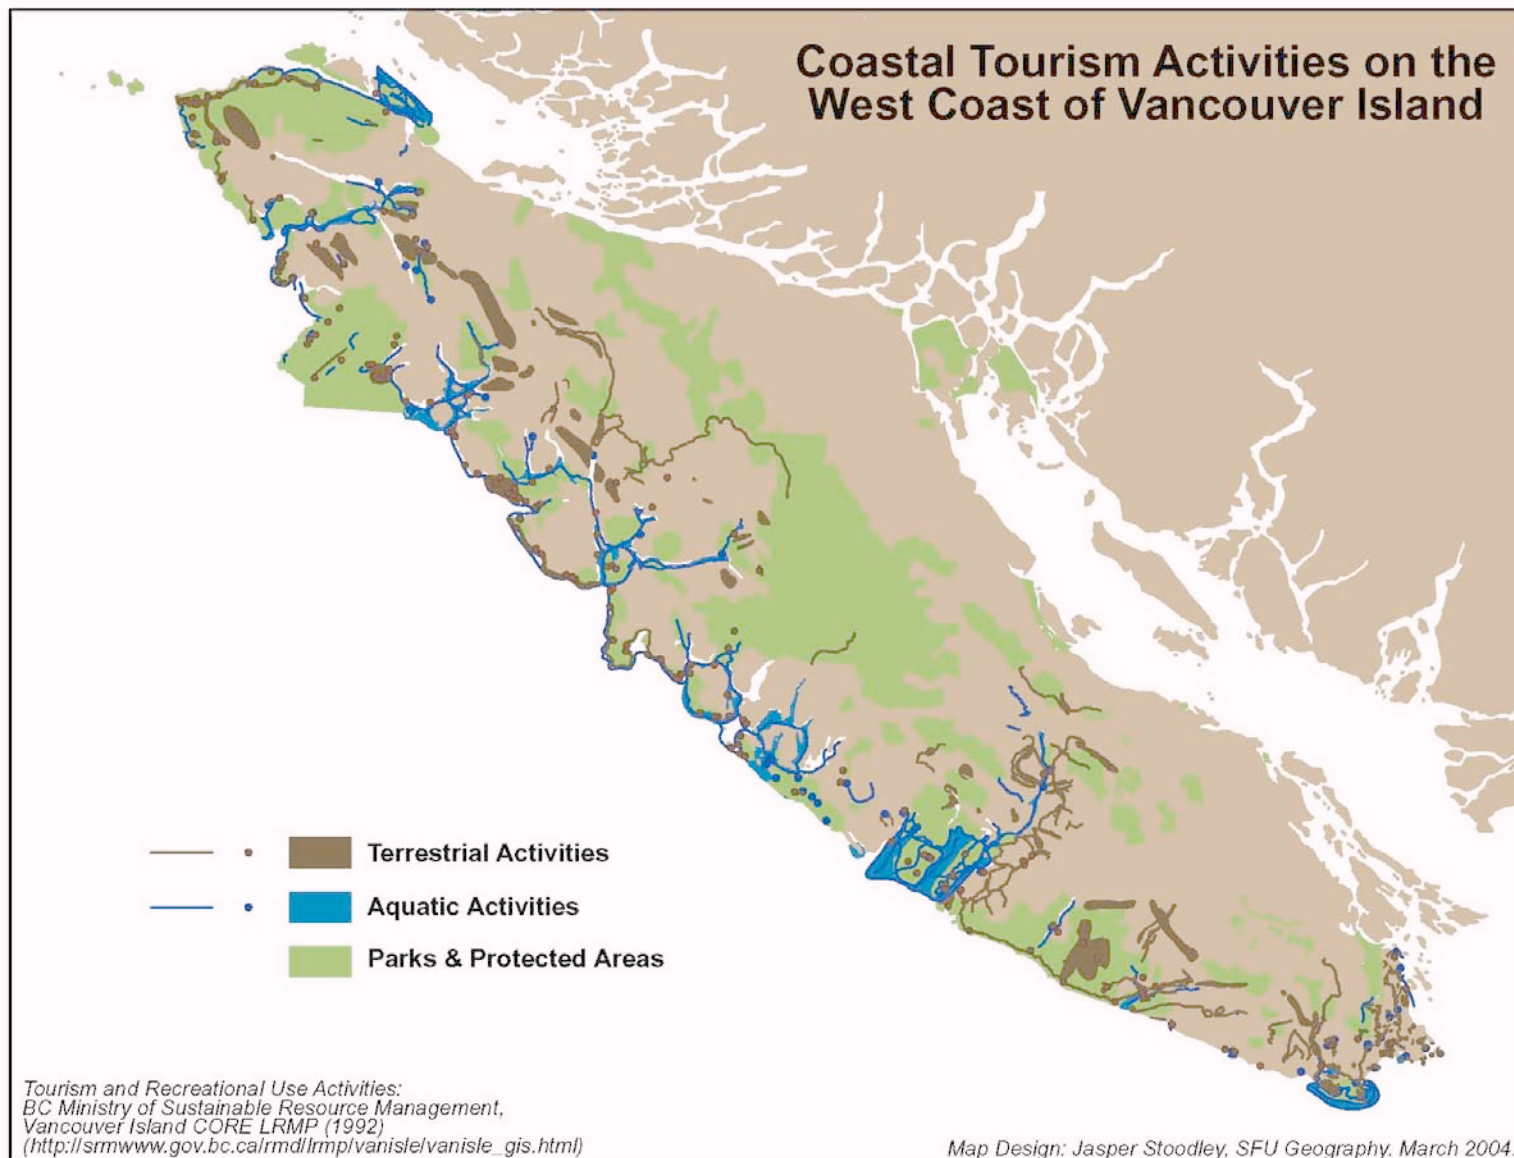 Coastal Tourism Activities on the
West Coast of Vancouver Island
Terrestrial Activities
Aquatic Activities
Parks & Protected Areas
Tourism and Recreational Use Activities:
BC Ministry of Sustainable Resource Management,
Vancouver Island CORE LRMP (1992)
(http://srmwww.gov.bc.ca/rmd/lrmp/vanisle/vanisle_gis.html)
Map Design: Jasper Stoodley, SFU Geography. March 2004.